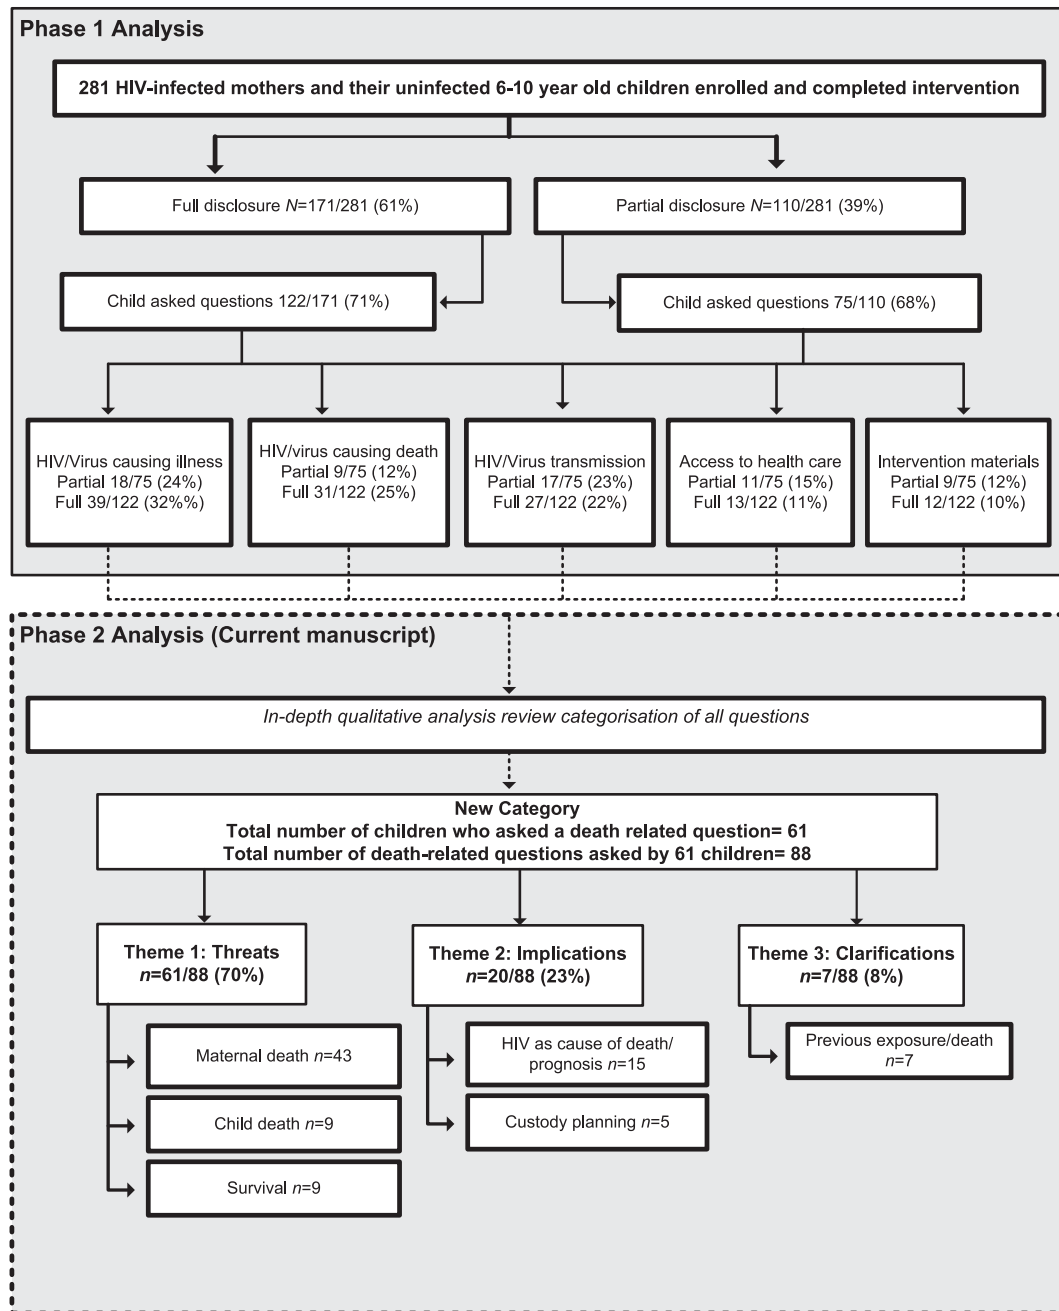 Phase 1 Analysis
281 HIV-infected mothers and their uninfected 6-10 year old children enrolled and completed intervention
Full disclosure N=171/281 (61%)
Partial disclosure N=110/281 (39%)
Child asked questions 122/171 (71%)
Child asked questions 75/110 (68%)
HIV/Virus causing illness
Partial 18/75 (24%)
Full 39/122 (32%%)
HIV/virus causing death
Partial 9/75 (12%)
Full 31/122 (25%)
HIV/Virus transmission
Partial 17/75 (23%)
Full 27/122 (22%)
Access to health care
Partial 11/75 (15%)
Full 13/122 (11%)
Intervention materials
Partial 9/75 (12%)
Full 12/122 (10%)
Phase 2 Analysis (Current manuscript)
In-depth qualitative analysis review categorisation of all questions
New Category
Total number of children who asked a death related question= 61
Total number of death-related questions asked by 61 children= 88
Theme 1: Threats
n=61/88 (70%)
Theme 2: Implications
n=20/88 (23%)
Theme 3: Clarifications
n=7/88 (8%)
Maternal death n=43
Child death n=9
Survival n=9
HIV as cause of death/
prognosis n=15
Custody planning n=5
Previous exposure/death
n=7